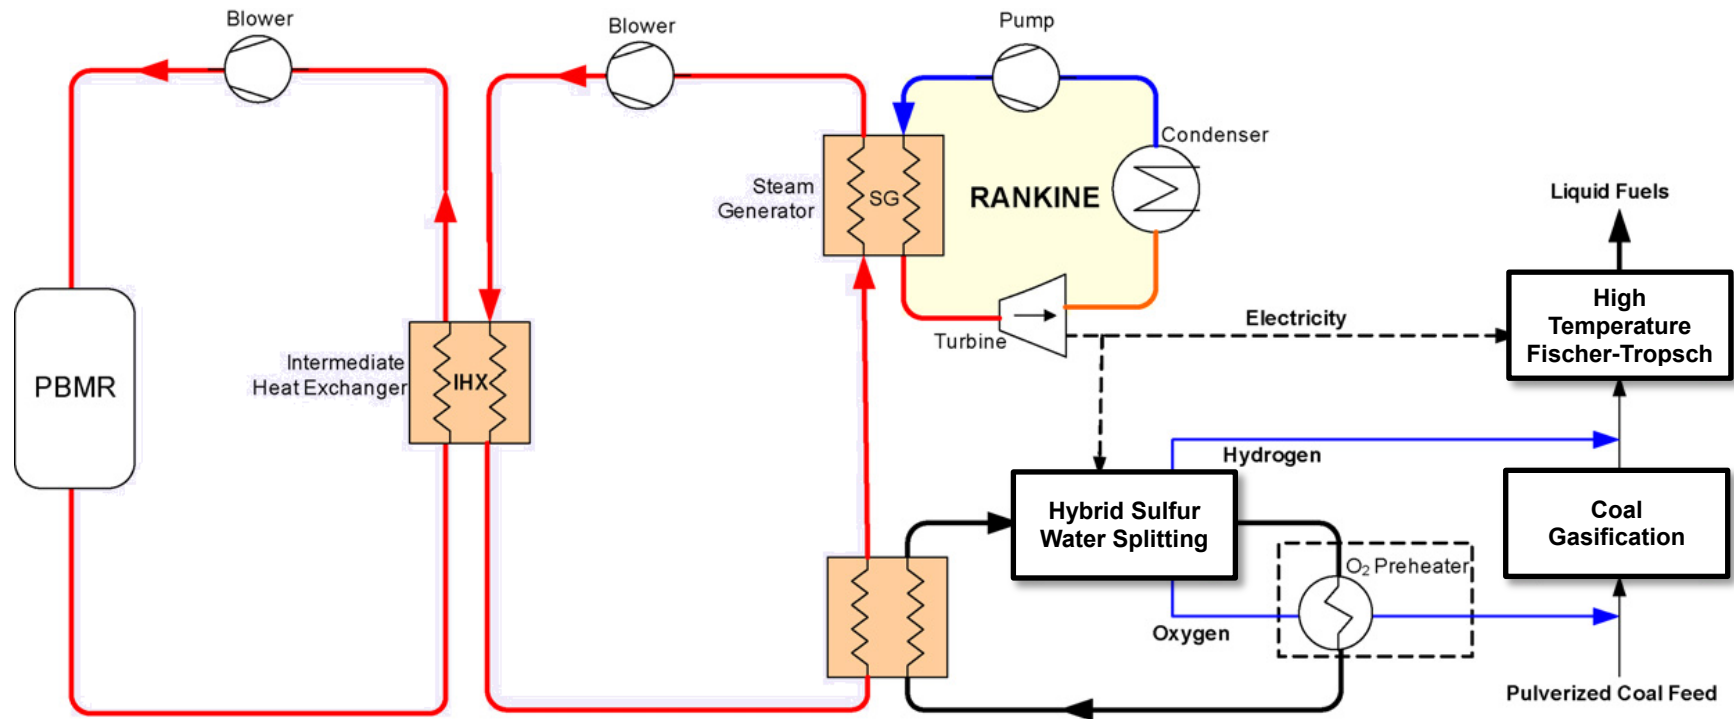 Blower
Blower
Pump
Condenser
Steam
Generator
SG
RANKINE
Liquid Fuels
High
Temperature
Fischer-Tropsch
Electricity
Turbine
Intermediate
Heat Exchanger
IHX
PBMR
Hydrogen
Hybrid Sulfur
Water Splitting
Coal
Gasification
O₂ Preheater
Oxygen
Pulverized Coal Feed